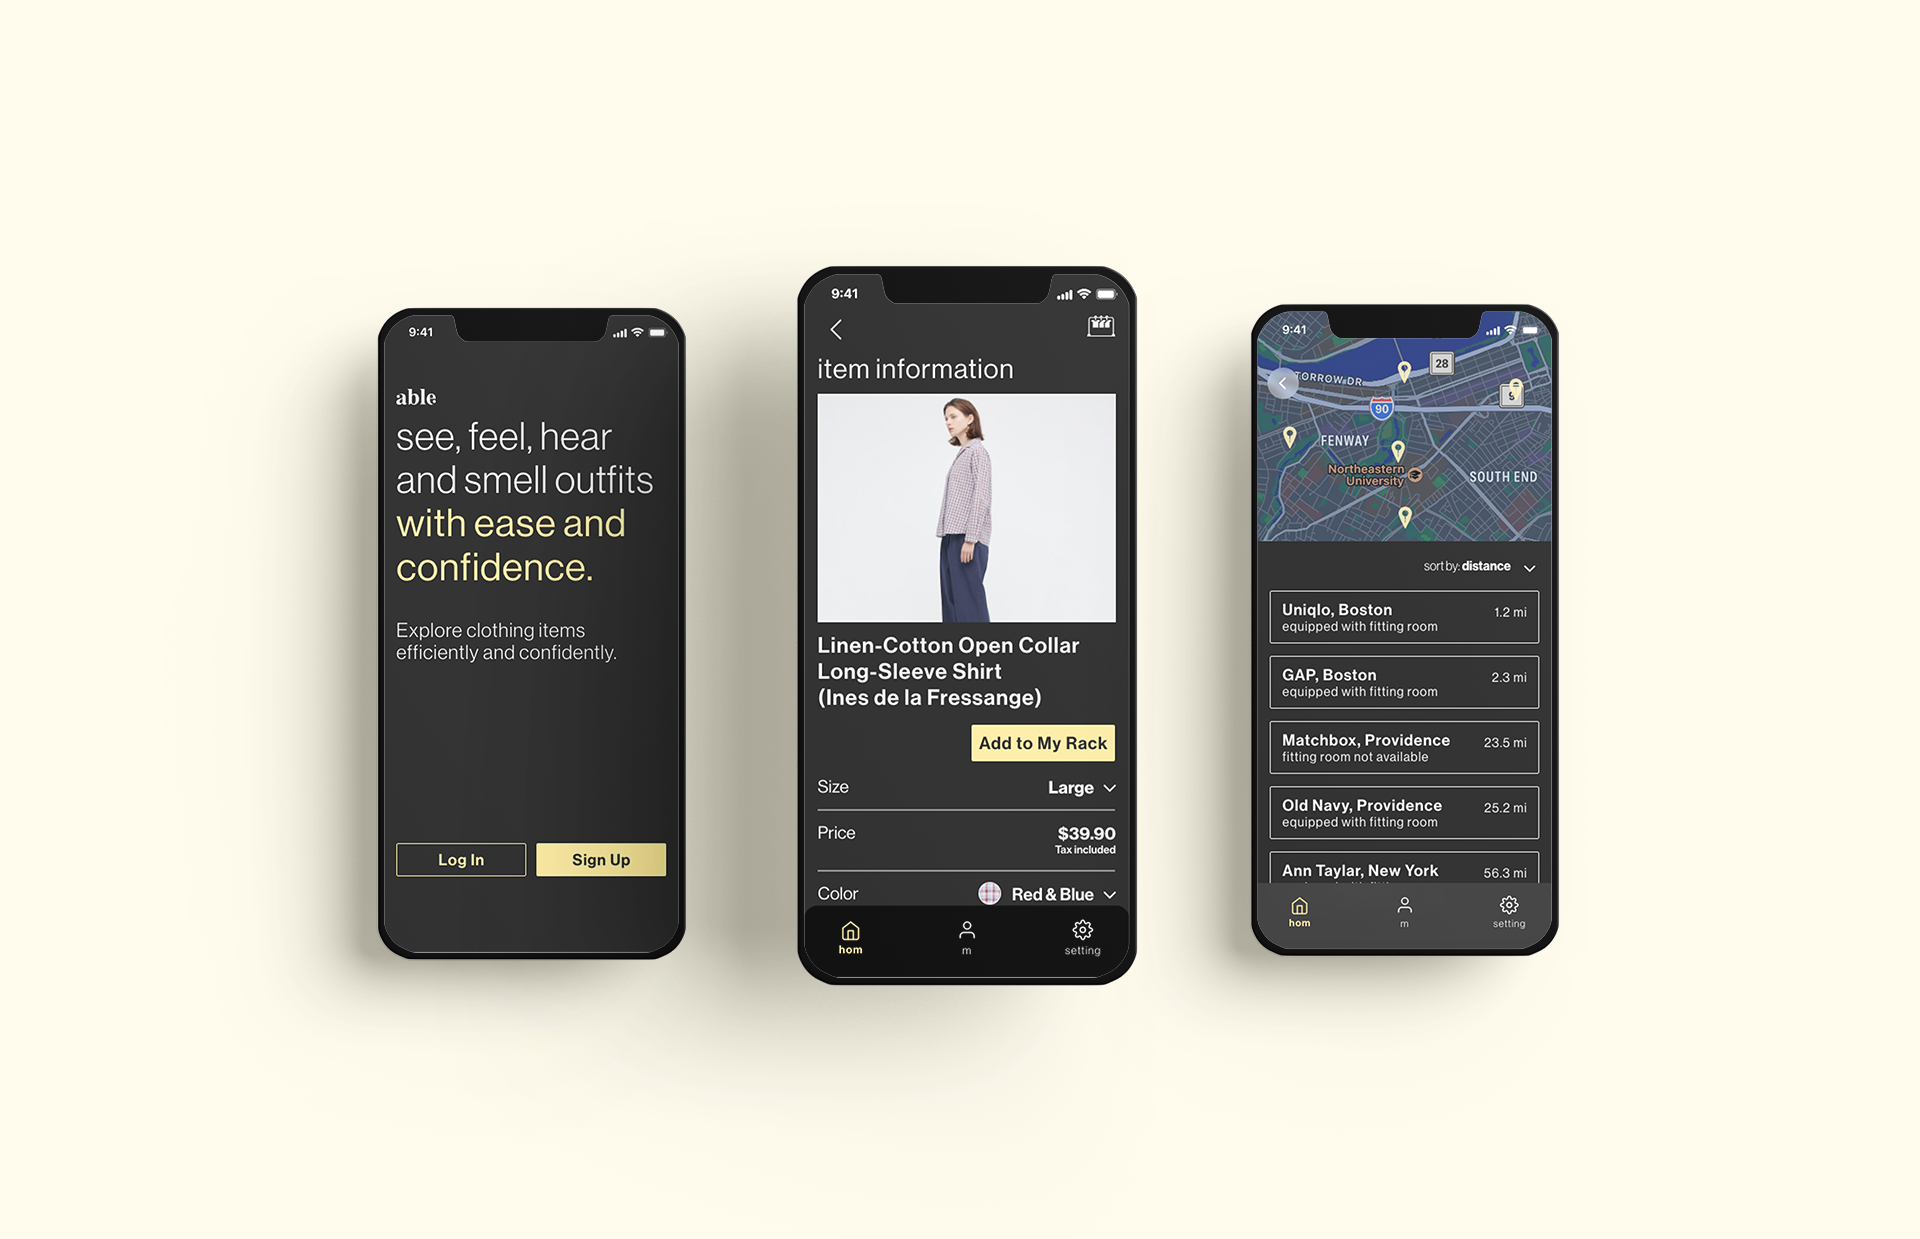 9:41
able
see, feel, hear
and smell outfits
with ease and
confidence.
Explore clothing items
efficiently and confidently.
Log In
Sign Up
9:41
item information
Linen-Cotton Open Collar
Long-Sleeve Shirt
(Ines de la Fressange)
Add to My Rack
Size
Large
Price
$39.90
Tax included
Color
Red & Blue
hom
m
setting
9:41
28
TORROW DR
9
90
FENWAY
Northeastern
University
SOUTH END
sort by: distance
Uniqlo, Boston
1.2 mi
equipped with fitting room
GAP, Boston
2.3 mi
equipped with fitting room
Matchbox, Providence
23.5 mi
fitting room not available
Old Navy, Providence
25.2 mi
equipped with fitting room
Ann Taylar, New York
56.3 mi
hom
m
setting